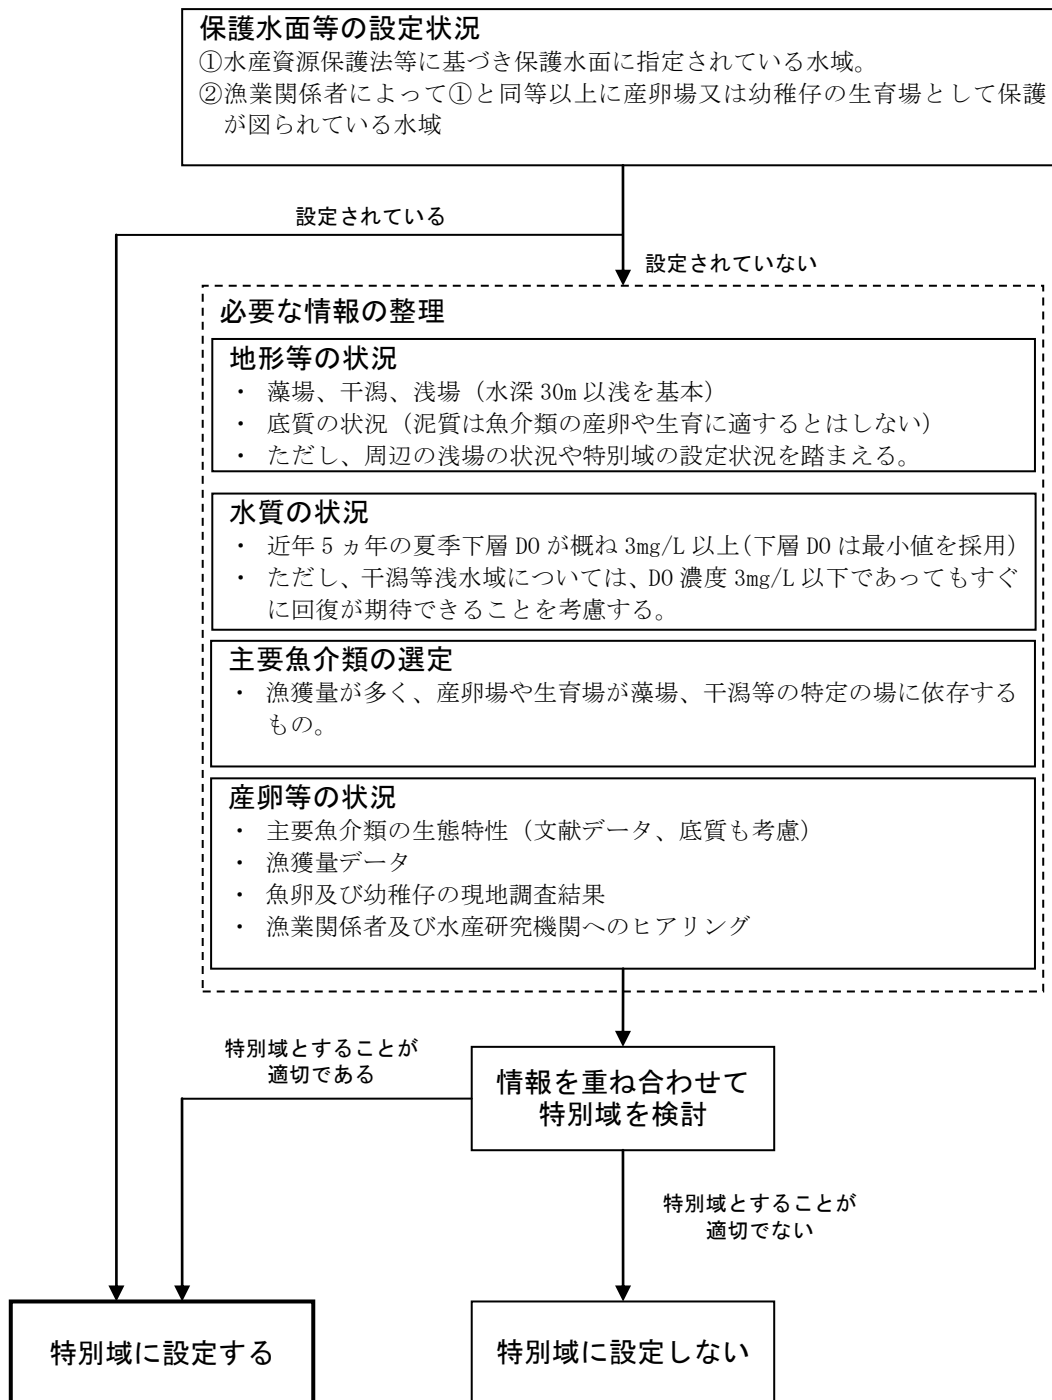 保護水面等の設定状況
①水産資源保護法等に基づき保護水面に指定されている水域。
②漁業関係者によって①と同等以上に産卵場又は幼稚仔の生育場として保護
が図られている水域
設定されている
設定されていない
必要な情報の整理
地形等の状況
・ 藻場、干潟、浅場（水深 30m 以浅を基本）
・ 底質の状況（泥質は魚介類の産卵や生育に適するとはしない）
・ ただし、周辺の浅場の状況や特別域の設定状況を踏まえる。
水質の状況
・ 近年 5 ヵ年の夏季下層 DO が概ね 3mg/L 以上(下層 DO は最小値を採用)
・ ただし、干潟等浅水域については、DO 濃度 3mg/L 以下であってもすぐ
に回復が期待できることを考慮する。
主要魚介類の選定
・ 漁獲量が多く、産卵場や生育場が藻場、干潟等の特定の場に依存する
もの。
産卵等の状況
・ 主要魚介類の生態特性（文献データ、底質も考慮）
・ 漁獲量データ
・ 魚卵及び幼稚仔の現地調査結果
・ 漁業関係者及び水産研究機関へのヒアリング
特別域とすることが
適切である
情報を重ね合わせて
特別域を検討
特別域とすることが
適切でない
特別域に設定する
特別域に設定しない